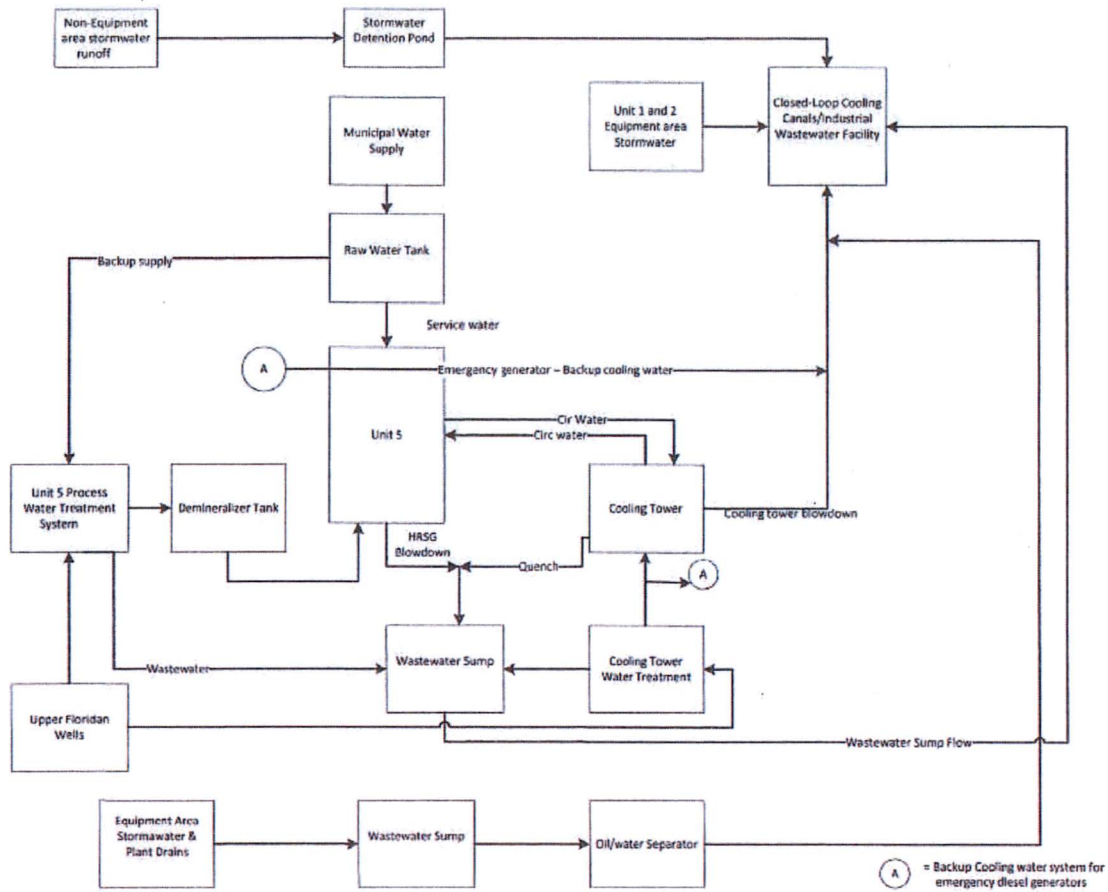 Non-Equipment
area stormwater
runoff
Stormwater
Detention Pond
Closed-Loop Cooling
Canals/Industrial
Wastewater Facility
Unit 1 and 2
Equipment area
Stormwater
Municipal Water
Supply
Raw Water Tank
Backup supply
Service water
A
Emergency generator – Backup cooling water
Unit 5
Cir Water
Circ water
Unit 5 Process
Water Treatment
System
Demineralizer Tank
Cooling Tower
Cooling tower blowdown
HRSG
Blowdown
Quench
A
Wastewater
Wastewater Sump
Cooling Tower
Water Treatment
Upper Floridan
Wells
Wastewater Sump Flow
Equipment Area
Stormawater &
Plant Drains
Wastewater Sump
Oil/water Separator
A = Backup Cooling water system for
emergency diesel generators